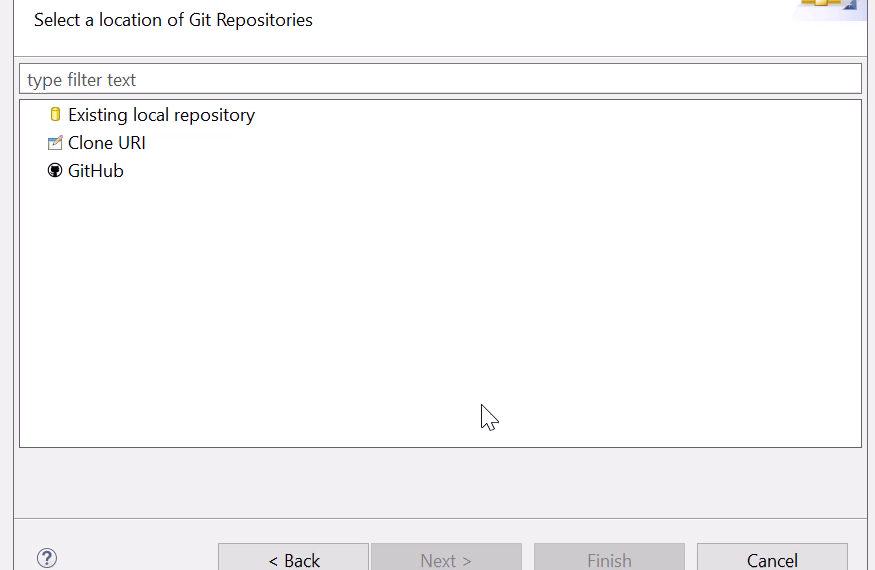 Select a location of Git Repositories
type filter text
Existing local repository
Clone URI
GitHub
?
< Back
Next >
Finish
Cancel